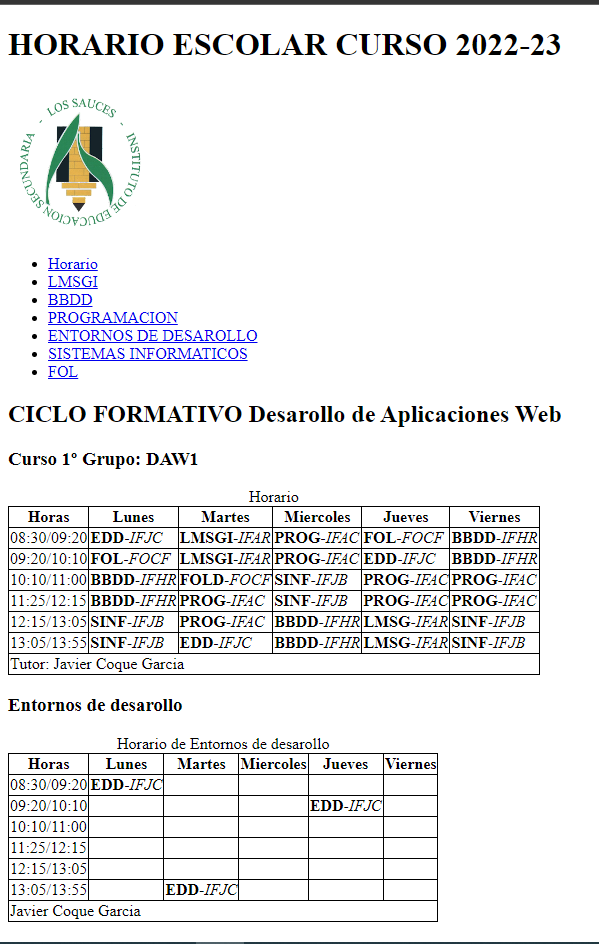 HORARIO ESCOLAR CURSO 2022-23
- LOS SAUCES - INSTITUTO DE EDUCACION SECUNDARIA
Horario
LMSGI
BBDD
PROGRAMACION
ENTORNOS DE DESAROLLO
SISTEMAS INFORMATICOS
FOL
CICLO FORMATIVO Desarollo de Aplicaciones Web
Curso 1º Grupo: DAW1
Horario
Horas Lunes Martes Miercoles Jueves Viernes
08:30/09:20 EDD-IFJC LMSGI-IFAR PROG-IFAC FOL-FOCF BBDD-IFHR
09:20/10:10 FOL-FOCF LMSGI-IFAR PROG-IFAC EDD-IFJC BBDD-IFHR
10:10/11:00 BBDD-IFHR FOLD-FOCF SINF-IFJB PROG-IFAC PROG-IFAC
11:25/12:15 BBDD-IFHR PROG-IFAC SINF-IFJB PROG-IFAC PROG-IFAC
12:15/13:05 SINF-IFJB PROG-IFAC BBDD-IFHR LMSG-IFAR SINF-IFJB
13:05/13:55 SINF-IFJB EDD-IFJC BBDD-IFHR LMSG-IFAR SINF-IFJB
Tutor: Javier Coque Garcia
Entornos de desarollo
Horario de Entornos de desarollo
Horas Lunes Martes Miercoles Jueves Viernes
08:30/09:20 EDD-IFJC
09:20/10:10 EDD-IFJC
10:10/11:00
11:25/12:15
12:15/13:05
13:05/13:55 EDD-IFJC
Javier Coque Garcia